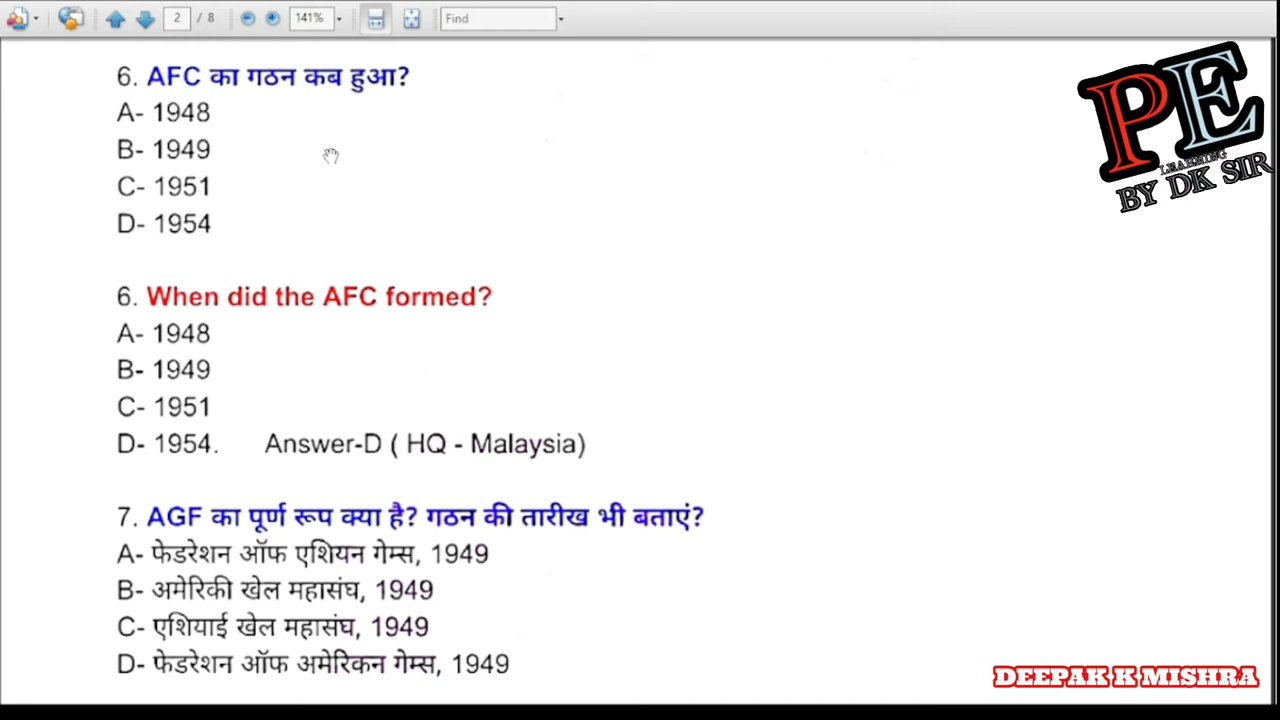 2 / 8 141% Find
6. AFC का गठन कब हुआ?
A- 1948
B- 1949
C- 1951
D- 1954
6. When did the AFC formed?
A- 1948
B- 1949
C- 1951
D- 1954. Answer-D ( HQ - Malaysia)
7. AGF का पूर्ण रूप क्या है? गठन की तारीख भी बताएं?
A- फेडरेशन ऑफ एशियन गेम्स, 1949
B- अमेरिकी खेल महासंघ, 1949
C- एशियाई खेल महासंघ, 1949
D- फेडरेशन ऑफ अमेरिकन गेम्स, 1949
PE
LEARNING
BY DK SIR
DEEPAK K MISHRA